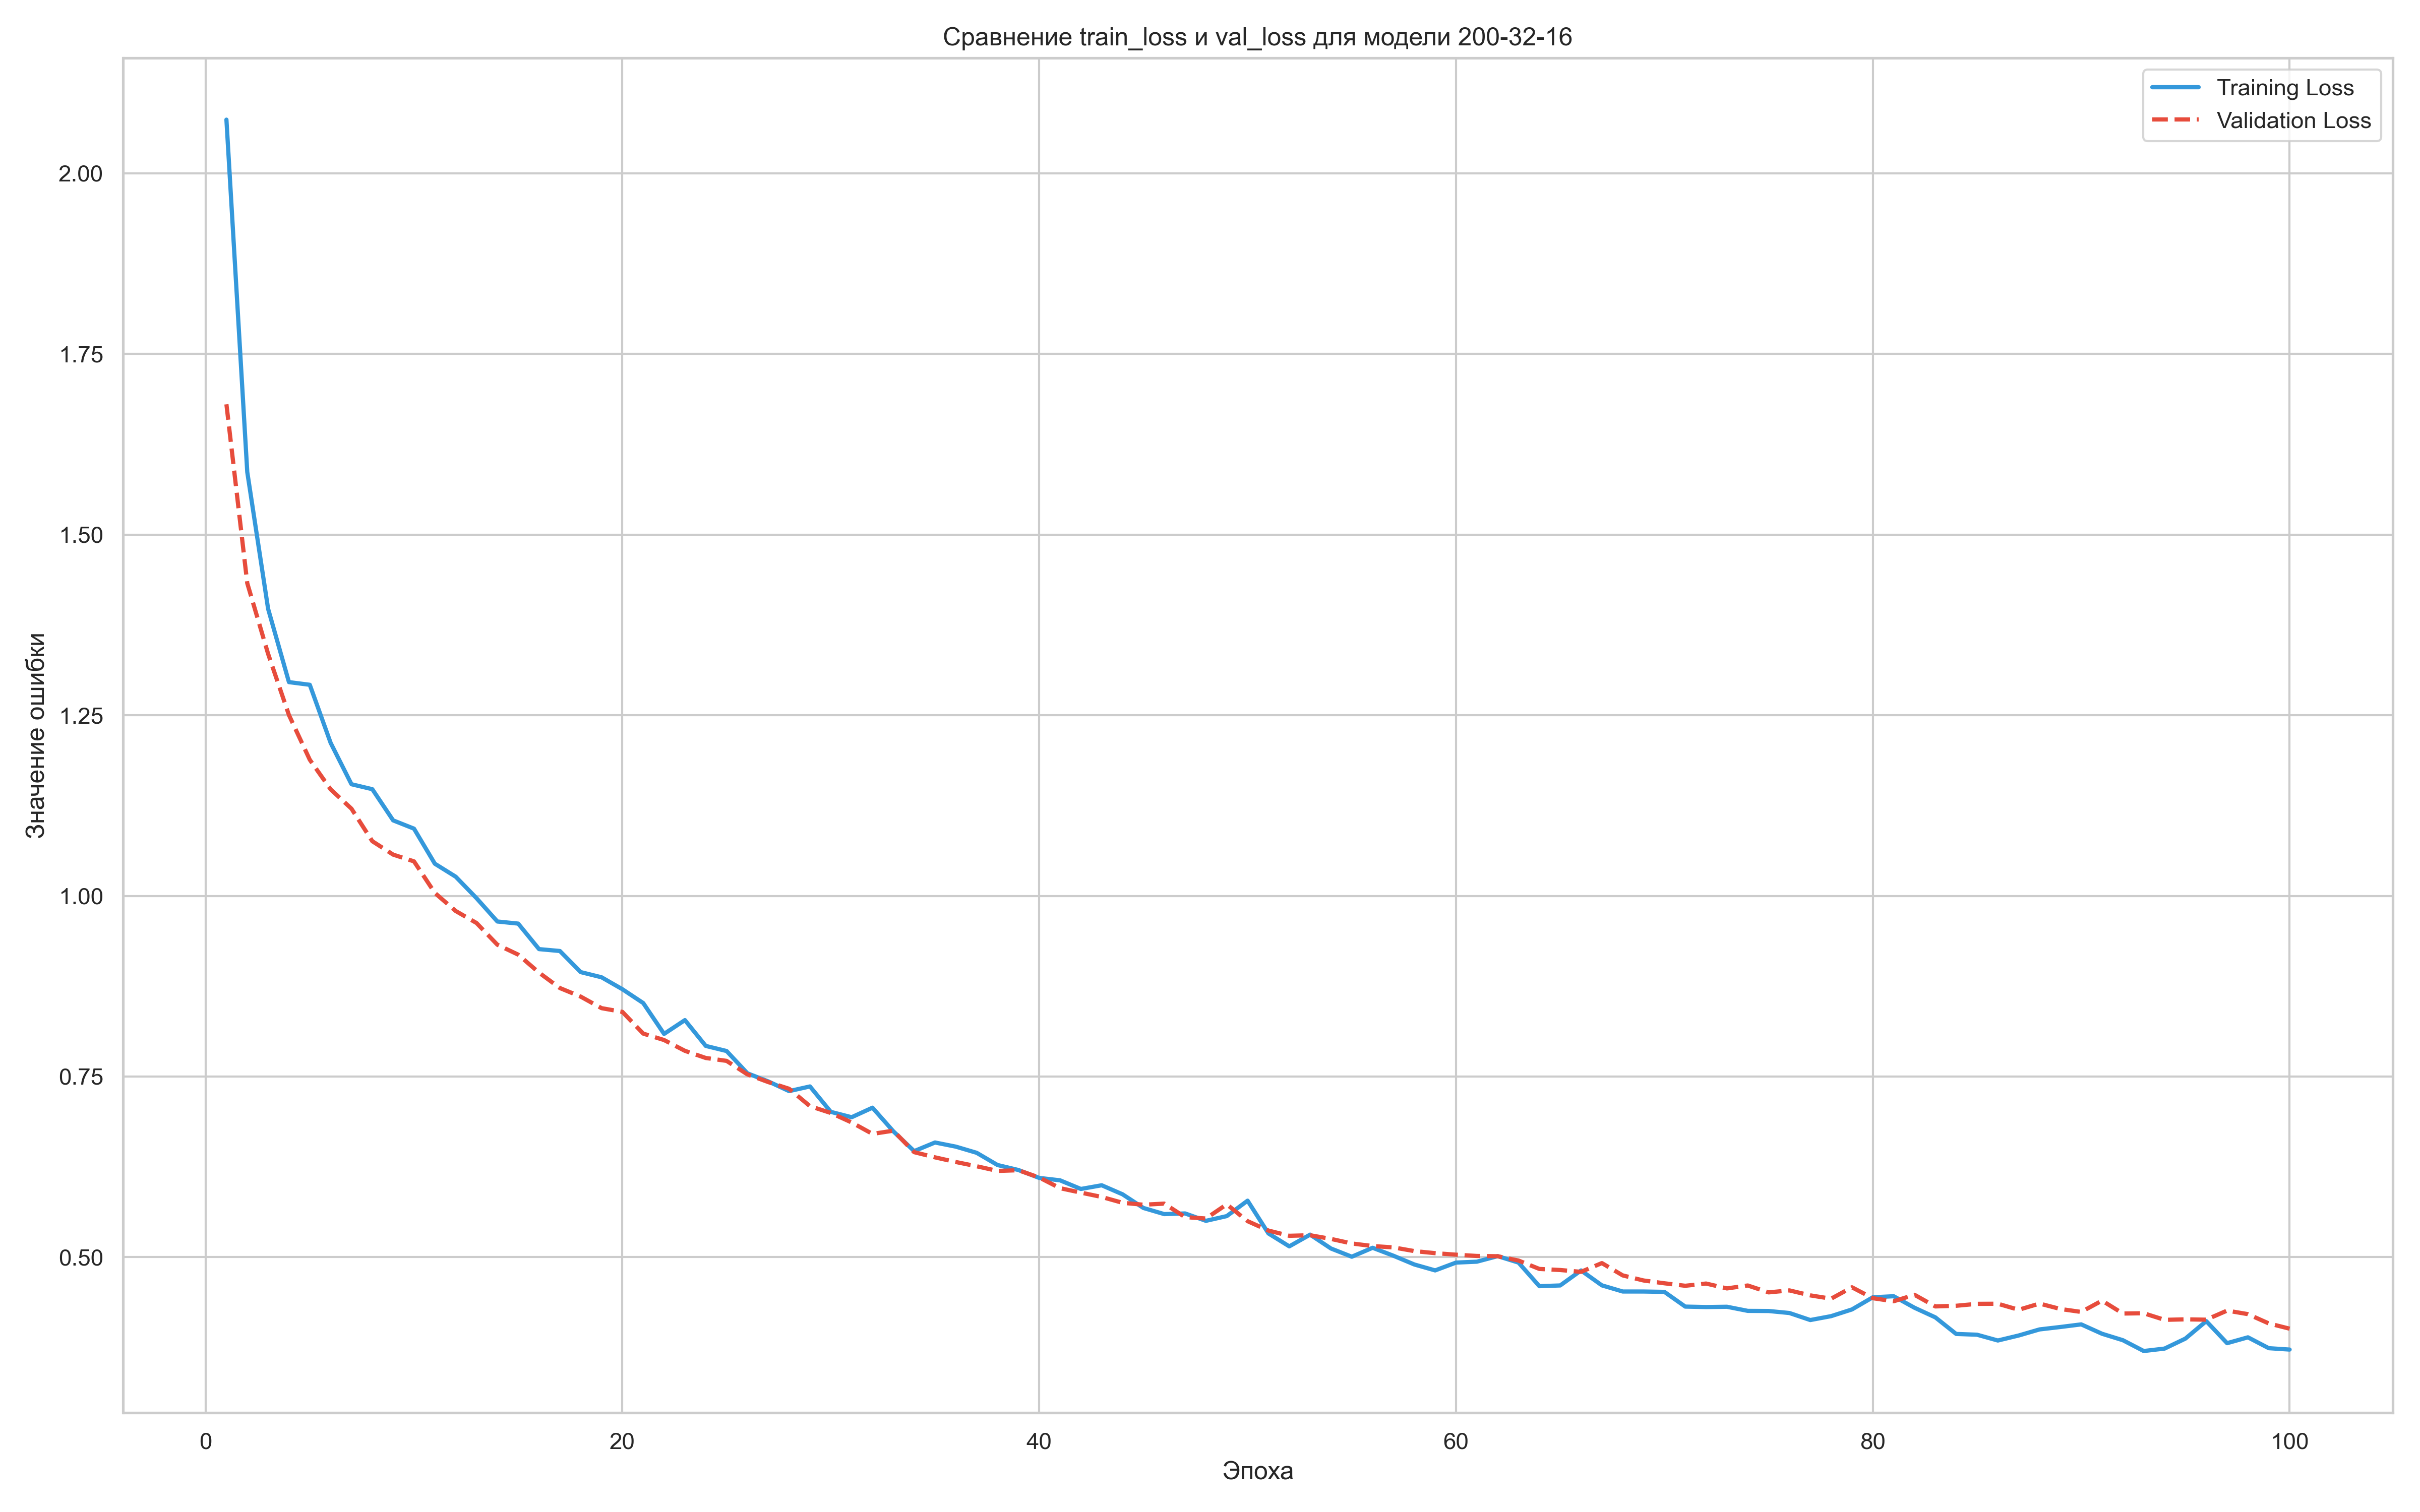 Сравнение train_loss и val_loss для модели 200-32-16
Training Loss
Validation Loss
Значение ошибки
2.00
1.75
1.50
1.25
1.00
0.75
0.50
0
20
40
60
80
100
Эпоха